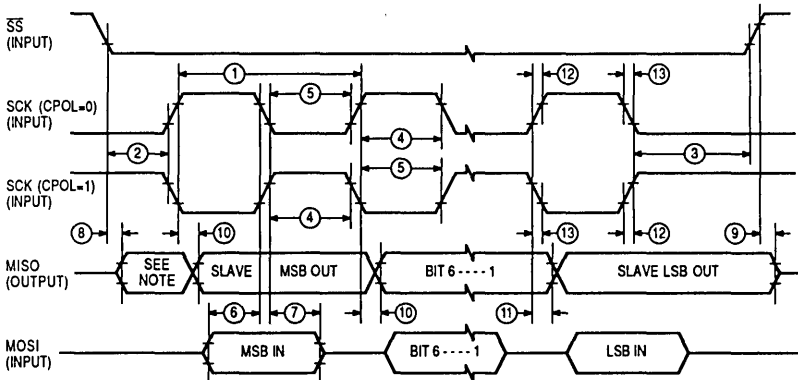 SS
(INPUT)
1
12
13
5
SCK (CPOL=0)
(INPUT)
4
2
3
5
SCK (CPOL=1)
(INPUT)
4
8
10
13
12
9
MISO
(OUTPUT)
SEE
NOTE
SLAVE
MSB OUT
BIT 6 ---- 1
SLAVE LSB OUT
6
7
10
11
MOSI
(INPUT)
MSB IN
BIT 6 ---- 1
LSB IN